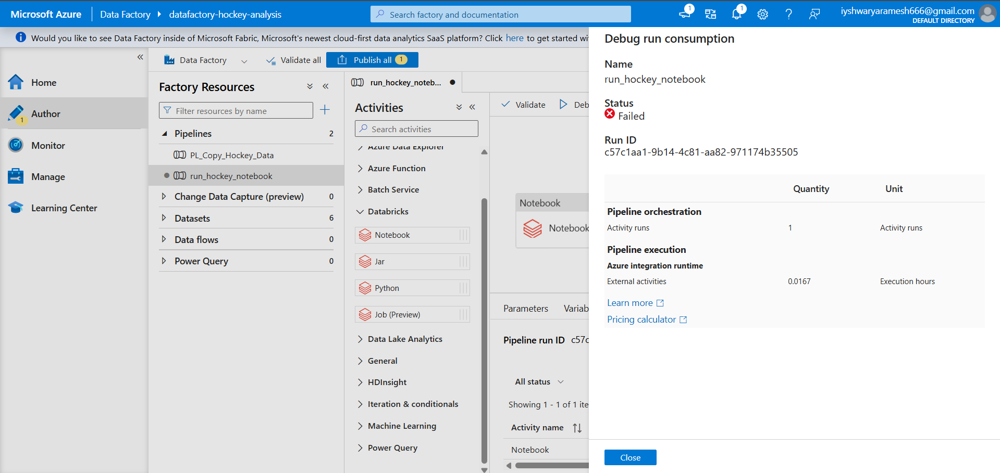 Microsoft Azure
Data Factory
datafactory-hockey-analysis
Search factory and documentation
1
1
iyshwaryaramesh666@gmail.com
DEFAULT DIRECTORY
Would you like to see Data Factory inside of Microsoft Fabric, Microsoft's newest cloud-first data analytics SaaS platform? Click here to get started wi
Home
Author
1
Monitor
Manage
Learning Center
Data Factory
Validate all
Publish all 1
Factory Resources
Filter resources by name
Pipelines 2
PL_Copy_Hockey_Data
run_hockey_notebook
Change Data Capture (preview) 0
Datasets 6
Data flows 0
Power Query 0
run_hockey_noteb...
Activities
Search activities
Azure Data Explorer
Azure Function
Batch Service
Databricks
Notebook
Jar
Python
Job (Preview)
Data Lake Analytics
General
HDInsight
Iteration & conditionals
Machine Learning
Power Query
Validate
Deb
Notebook
Notebook
Parameters Variab
Pipeline run ID c57c
All status
Showing 1 - 1 of 1 ite
Activity name
Notebook
Debug run consumption
Name
run_hockey_notebook
Status
Failed
Run ID
c57c1aa1-9b14-4c81-aa82-971174b35505
Quantity Unit
Pipeline orchestration
Activity runs 1 Activity runs
Pipeline execution
Azure integration runtime
External activities 0.0167 Execution hours
Learn more
Pricing calculator
Close